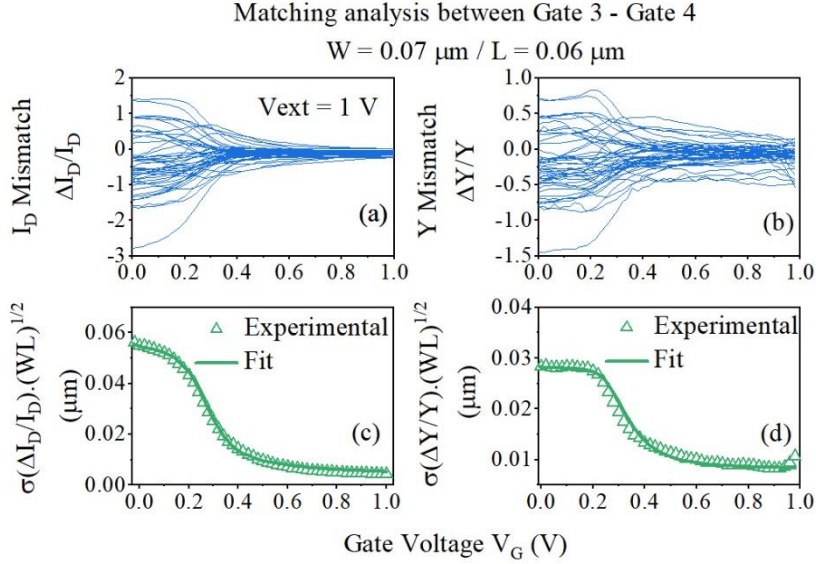 Matching analysis between Gate 3 - Gate 4
W = 0.07 μm / L = 0.06 μm
I_D Mismatch
ΔI_D/I_D
2
1
0
-1
-2
-3
Vext = 1 V
(a)
0.0 0.2 0.4 0.6 0.8 1.0
Y Mismatch
ΔY/Y
1.0
0.5
0.0
-0.5
-1.0
-1.5
(b)
0.0 0.2 0.4 0.6 0.8 1.0
σ(ΔI_D/I_D).(WL)^1/2
(μm)
0.06
0.04
0.02
0.00
Experimental
Fit
(c)
0.0 0.2 0.4 0.6 0.8 1.0
σ(ΔY/Y).(WL)^1/2
(μm)
0.04
0.03
0.02
0.01
Experimental
Fit
(d)
0.0 0.2 0.4 0.6 0.8 1.0
Gate Voltage V_G (V)